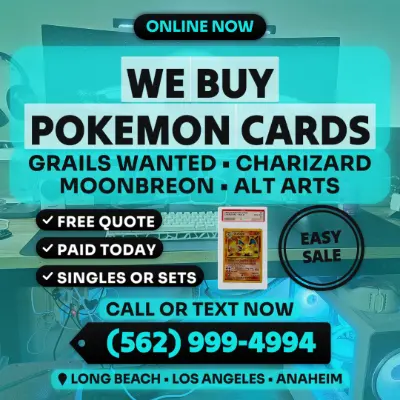 ONLINE NOW
WE BUY
POKEMON CARDS
GRAILS WANTED • CHARIZARD
MOONBREON • ALT ARTS
FREE QUOTE
PAID TODAY
SINGLES OR SETS
EASY
SALE
CALL OR TEXT NOW
(562) 999-4994
LONG BEACH • LOS ANGELES • ANAHEIM